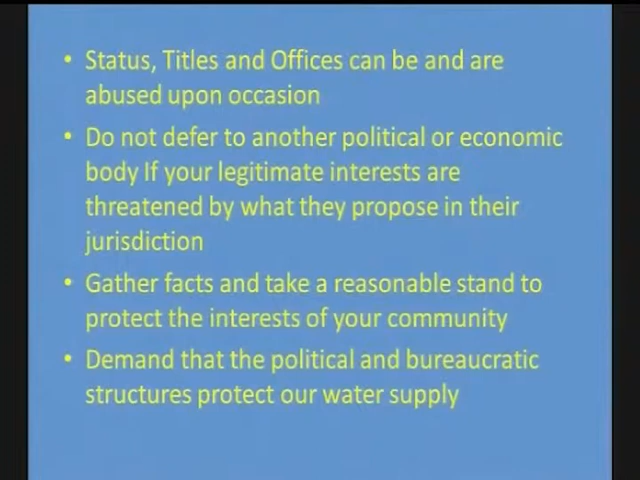 • Status, Titles and Offices can be and are
abused upon occasion
• Do not defer to another political or economic
body If your legitimate interests are
threatened by what they propose in their
jurisdiction
• Gather facts and take a reasonable stand to
protect the interests of your community
• Demand that the political and bureaucratic
structures protect our water supply